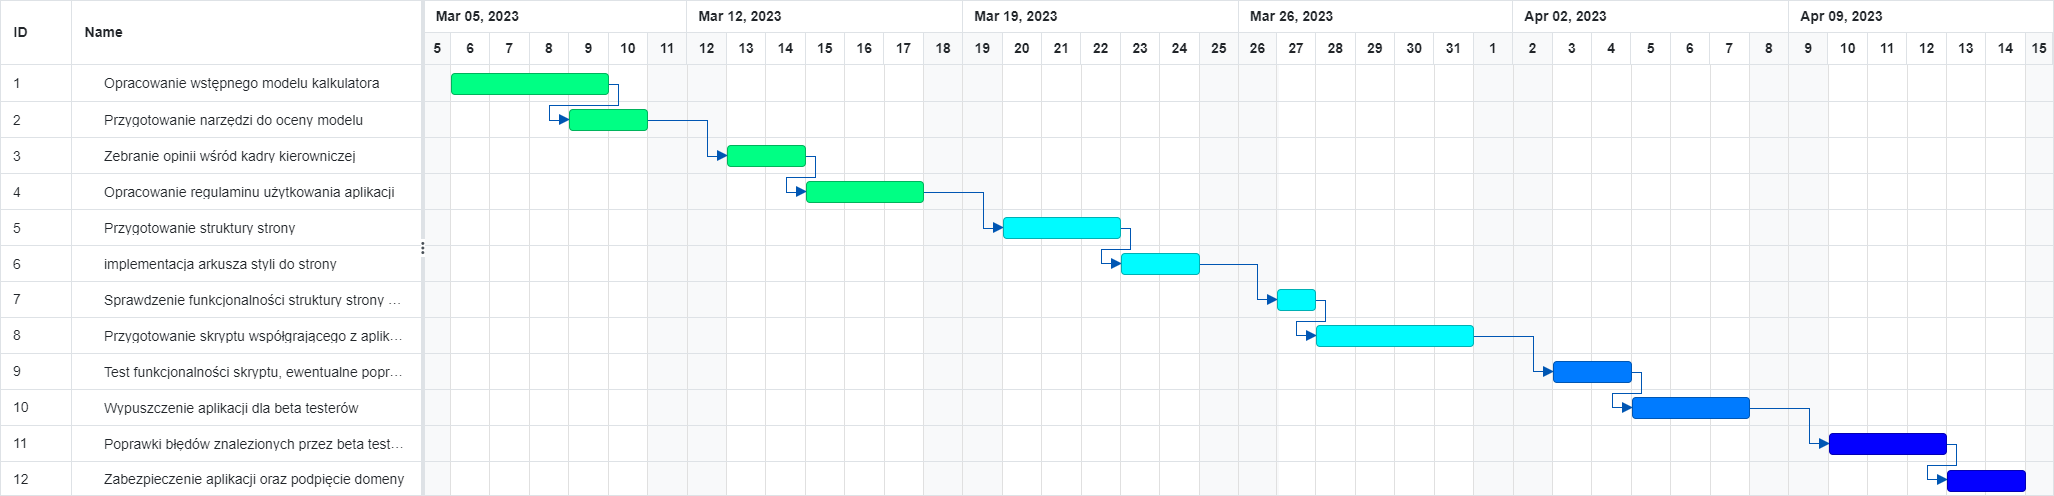 ID Name Mar 05, 2023 Mar 12, 2023 Mar 19, 2023 Mar 26, 2023 Apr 02, 2023 Apr 09, 2023
5 6 7 8 9 10 11 12 13 14 15 16 17 18 19 20 21 22 23 24 25 26 27 28 29 30 31 1 2 3 4 5 6 7 8 9 10 11 12 13 14 15
1 Opracowanie wstępnego modelu kalkulatora
2 Przygotowanie narzędzi do oceny modelu
3 Zebranie opinii wśród kadry kierowniczej
4 Opracowanie regulaminu użytkowania aplikacji
5 Przygotowanie struktury strony
6 implementacja arkusza styli do strony
7 Sprawdzenie funkcjonalności struktury strony ...
8 Przygotowanie skryptu współgrającego z aplik...
9 Test funkcjonalności skryptu, ewentualne popr...
10 Wypuszczenie aplikacji dla beta testerów
11 Poprawki błędów znalezionych przez beta test...
12 Zabezpieczenie aplikacji oraz podpięcie domeny